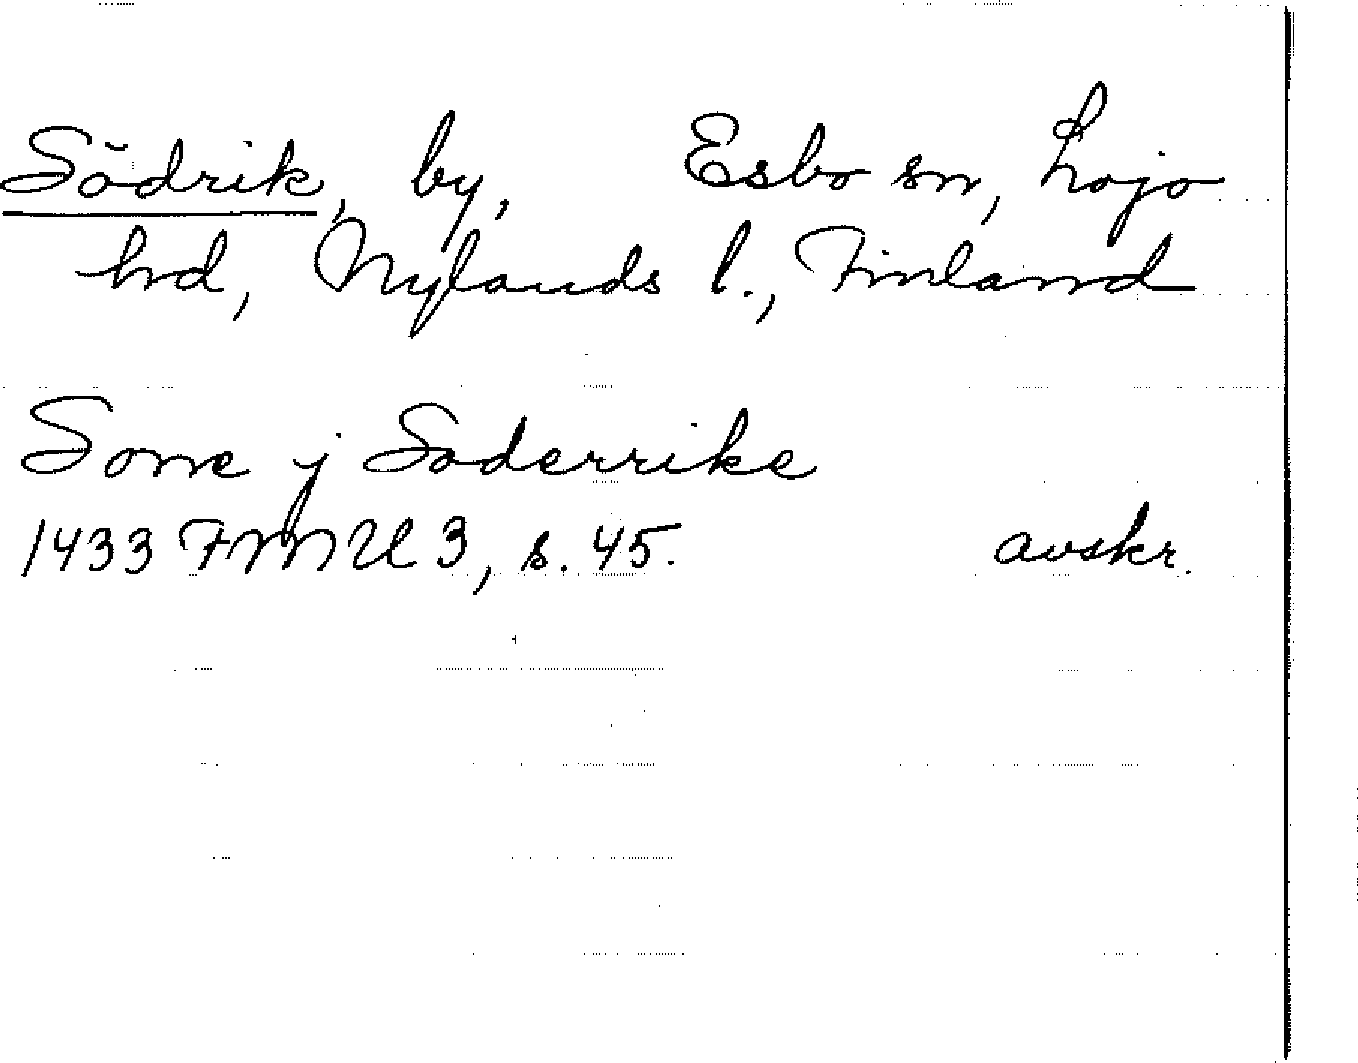 Södrik, by, Esbo sn, Lojo
hd, Nylands l., Finland
Sone j Soderrike
1433 FMU 3, s. 45. avskr.